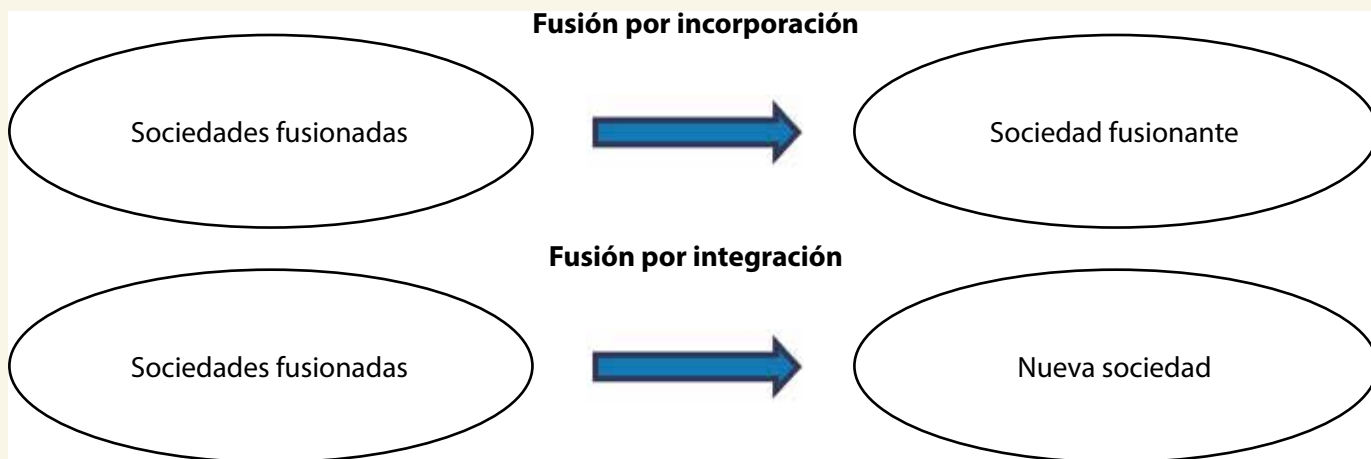 Fusión por incorporación
Sociedades fusionadas
Sociedad fusionante
Fusión por integración
Sociedades fusionadas
Nueva sociedad